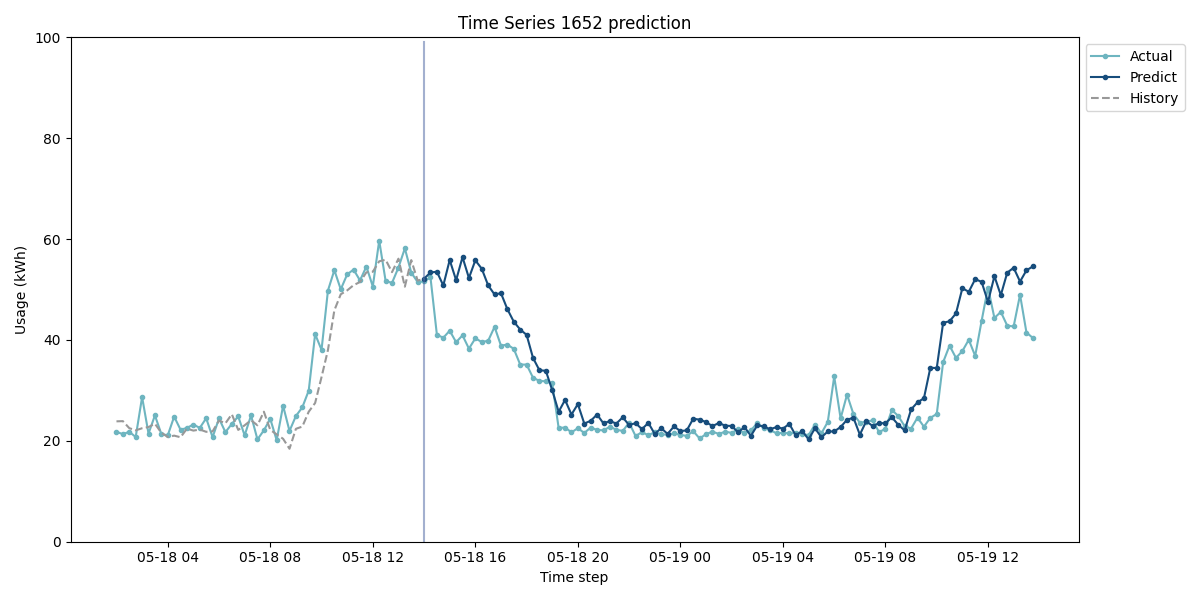 Time Series 1652 prediction
Usage (kWh)
100
80
60
40
20
0
05-18 04
05-18 08
05-18 12
05-18 16
05-18 20
05-19 00
05-19 04
05-19 08
05-19 12
Time step
Actual
Predict
History